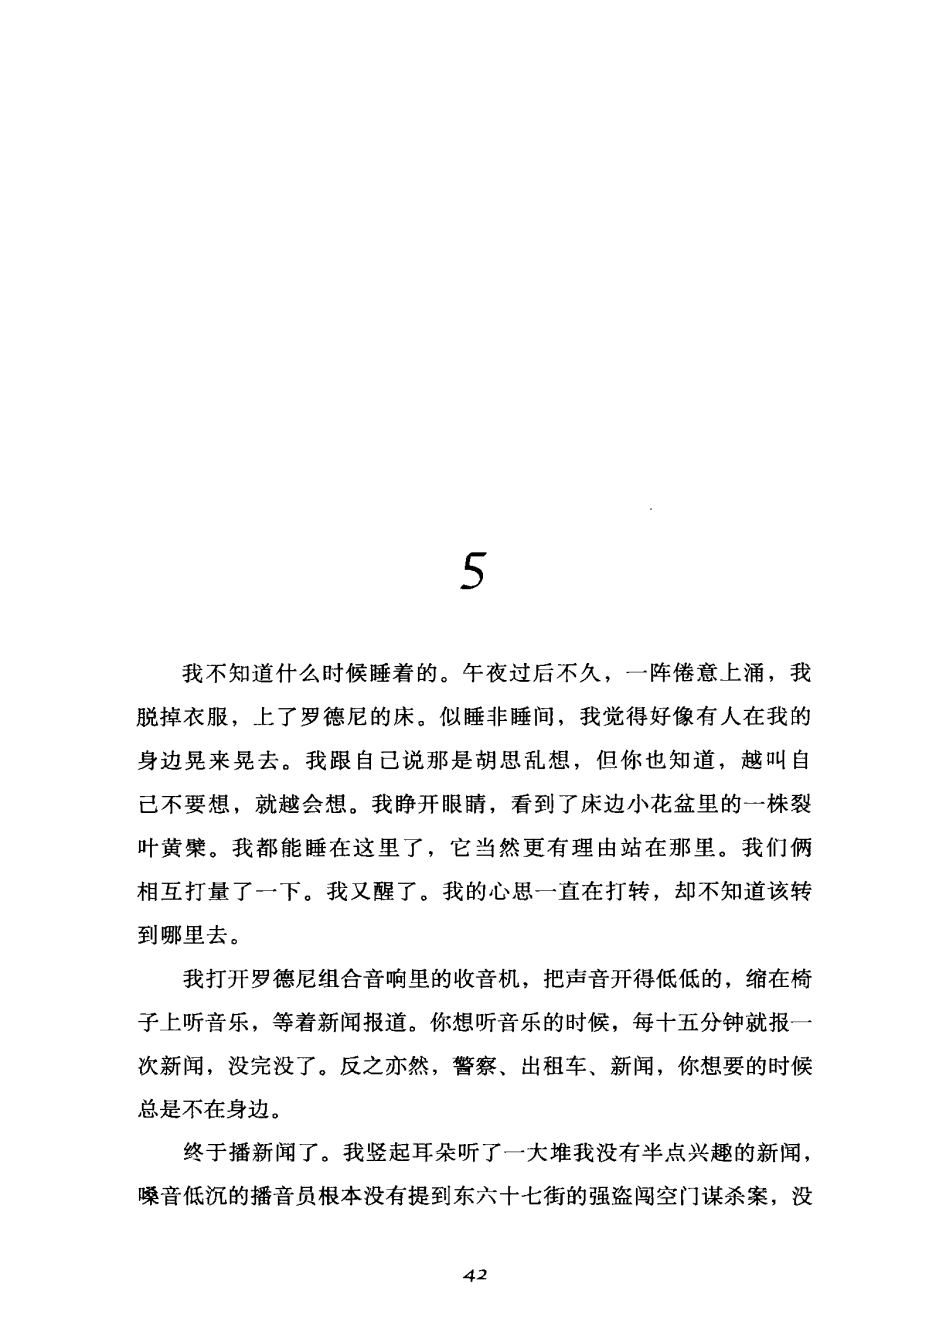 5
我不知道什么时候睡着的。午夜过后不久，一阵倦意上涌，我
脱掉衣服，上了罗德尼的床。似睡非睡间，我觉得好像有人在我的
身边晃来晃去。我跟自己说那是胡思乱想，但你也知道，越叫自
己不要想，就越会想。我睁开眼睛，看到了床边小花盆里的一株裂
叶黄檗。我都能睡在这里了，它当然更有理由站在那里。我们俩
相互打量了一下。我又醒了。我的心思一直在打转，却不知道该转
到哪里去。
我打开罗德尼组合音响里的收音机，把声音开得低低的，缩在椅
子上听音乐，等着新闻报道。你想听音乐的时候，每十五分钟就报一
次新闻，没完没了。反之亦然，警察、出租车、新闻，你想要的时候
总是不在身边。
终于播新闻了。我竖起耳朵听了一大堆我没有半点兴趣的新闻，
嗓音低沉的播音员根本没有提到东六十七街的强盗闯空门谋杀案，没
42